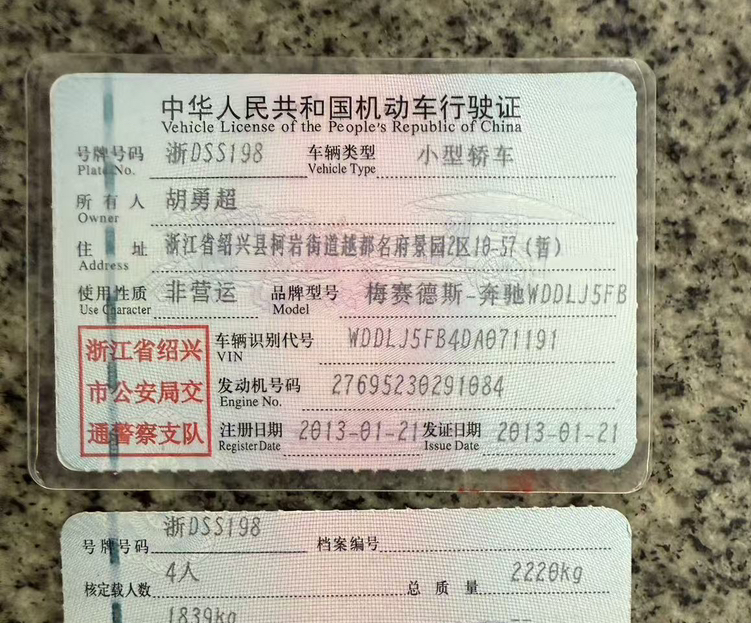 中华人民共和国机动车行驶证
Vehicle License of the People's Republic of China
号牌号码 浙DSS198 车辆类型 小型轿车
Plate No. Vehicle Type
所有人 胡勇超
Owner
住址 浙江省绍兴县柯岩街道越都名府景园2区10-57（暂）
Address
使用性质 非营运 品牌型号 梅赛德斯-奔驰WDDLJ5FB
Use Character Model
浙江省绍兴
市公安局交
通警察支队
车辆识别代号 WDDLJ5FB4DA071191
VIN
发动机号码 27695230291084
Engine No.
注册日期 2013-01-21 发证日期 2013-01-21
Register Date Issue Date
号牌号码 浙DSS198 档案编号
核定载人数 4人 总质量 2220kg
1839kg --